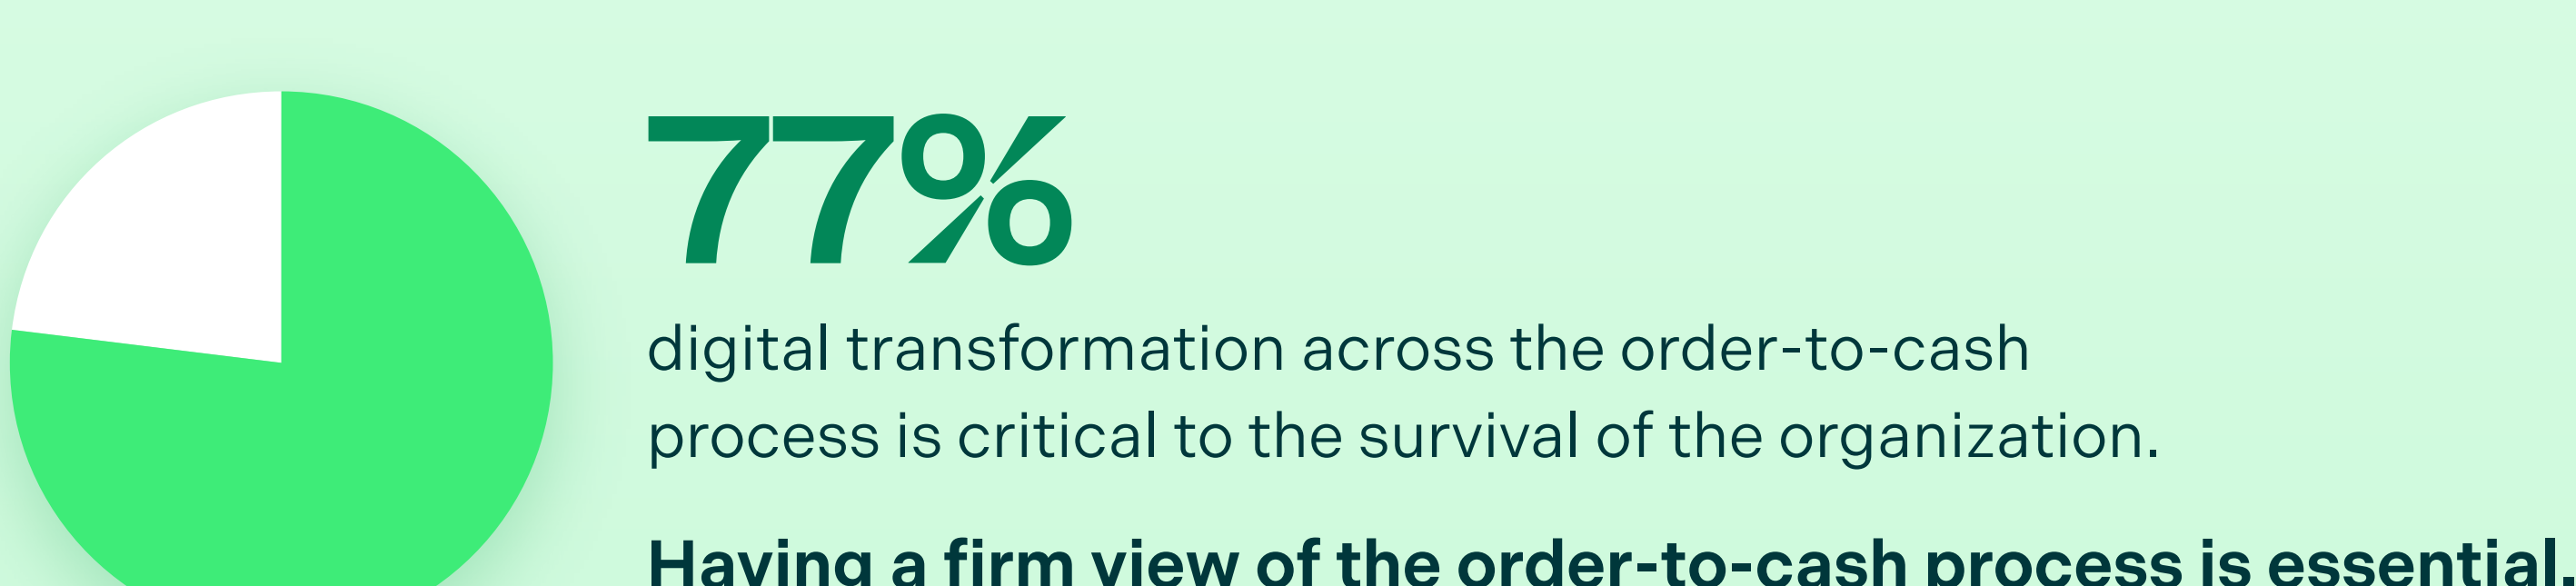 77%
digital transformation across the order-to-cash
process is critical to the survival of the organization.
Having a firm view of the order-to-cash process is essential